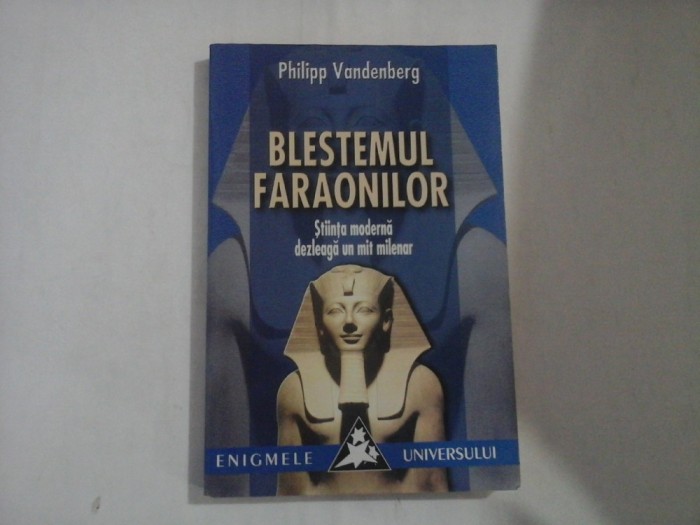 Philipp Vandenberg
BLESTEMUL
FARAONILOR
Știința modernă
dezleagă un mit milenar
ENIGMELE UNIVERSULUI